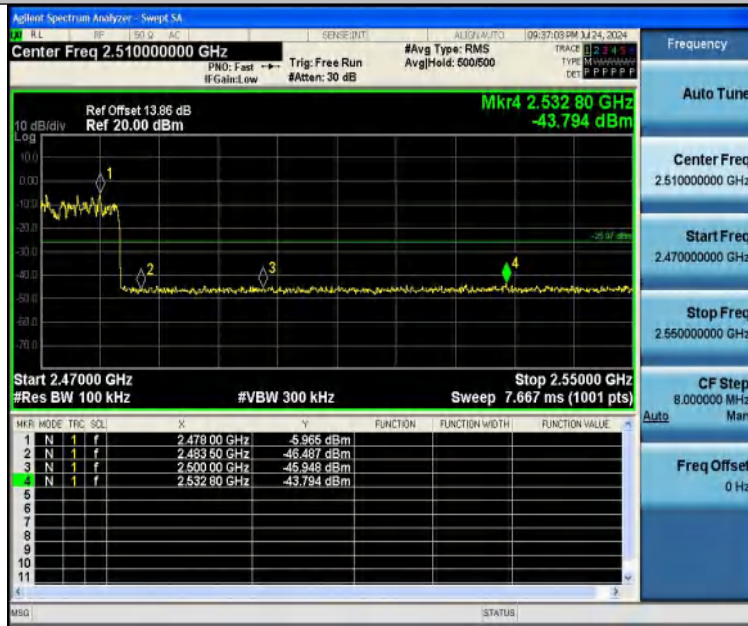 Agilent Spectrum Analyzer - Swept SA
RL RF 50 Ω AC SENSE:INT ALIGN AUTO 09:37:03 PM Jul 24, 2024
Center Freq 2.510000000 GHz
PNO: Fast
IFGain:Low
Trig: Free Run
#Atten: 30 dB
#Avg Type: RMS
Avg|Hold: 500/500
TRACE 1 2 3 4 5
TYPE M
DET P P P P P
Ref Offset 13.86 dB
10 dB/div Ref 20.00 dBm
Log
Mkr4 2.532 80 GHz
-43.794 dBm
10.0
0.00
-10.0
-20.0
-30.0
-40.0
-50.0
-60.0
-70.0
1
2
3
4
-25.97 dBm
Start 2.47000 GHz Stop 2.55000 GHz
#Res BW 100 kHz #VBW 300 kHz Sweep 7.667 ms (1001 pts)
MKR MODE TRC SCL X Y FUNCTION FUNCTION WIDTH FUNCTION VALUE
1 N 1 f 2.478 00 GHz -5.965 dBm
2 N 1 f 2.483 50 GHz -46.487 dBm
3 N 1 f 2.500 00 GHz -45.948 dBm
4 N 1 f 2.532 80 GHz -43.794 dBm
5
6
7
8
9
10
11
MSG STATUS
Frequency
Auto Tune
Center Freq
2.510000000 GHz
Start Freq
2.470000000 GHz
Stop Freq
2.550000000 GHz
CF Step
8.000000 MHz
Auto Man
Freq Offset
0 Hz